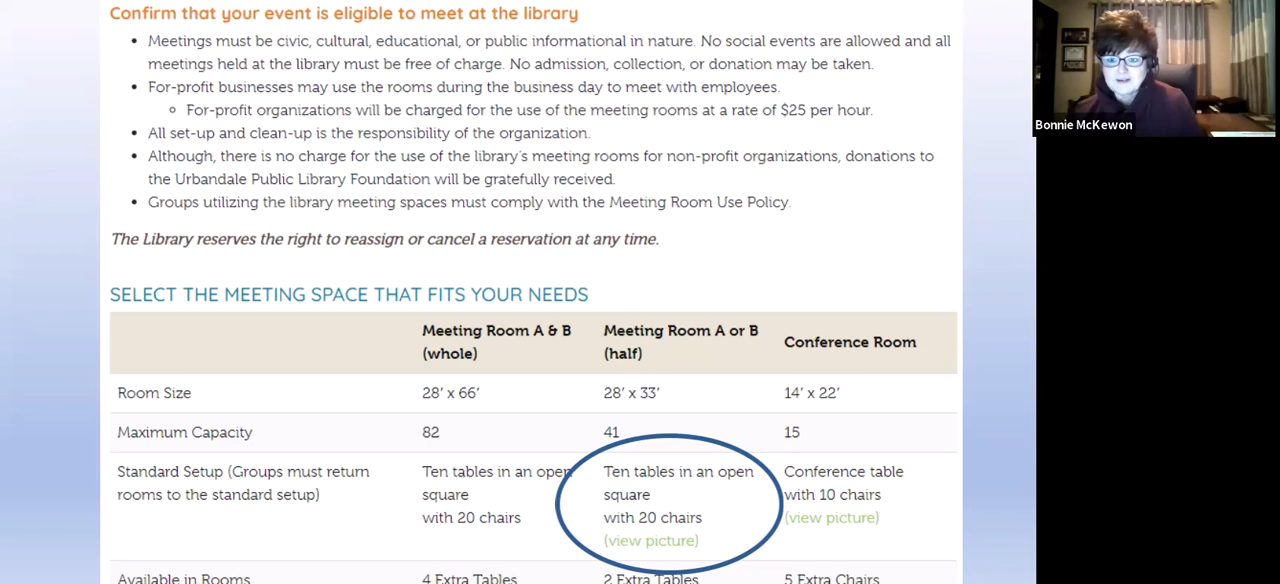 Confirm that your event is eligible to meet at the library
Meetings must be civic, cultural, educational, or public informational in nature. No social events are allowed and all
meetings held at the library must be free of charge. No admission, collection, or donation may be taken.
For-profit businesses may use the rooms during the business day to meet with employees.
For-profit organizations will be charged for the use of the meeting rooms at a rate of $25 per hour.
All set-up and clean-up is the responsibility of the organization.
Although, there is no charge for the use of the library's meeting rooms for non-profit organizations, donations to
the Urbandale Public Library Foundation will be gratefully received.
Groups utilizing the library meeting spaces must comply with the Meeting Room Use Policy.
The Library reserves the right to reassign or cancel a reservation at any time.
SELECT THE MEETING SPACE THAT FITS YOUR NEEDS
Meeting Room A & B Meeting Room A or B Conference Room
(whole) (half)
Room Size 28' x 66' 28' x 33' 14' x 22'
Maximum Capacity 82 41 15
Standard Setup (Groups must return Ten tables in an open Ten tables in an open Conference table
rooms to the standard setup) square square with 10 chairs
with 20 chairs with 20 chairs (view picture)
(view picture)
Available in Rooms 4 Extra Tables 2 Extra Tables 5 Extra Chairs
Bonnie McKewon